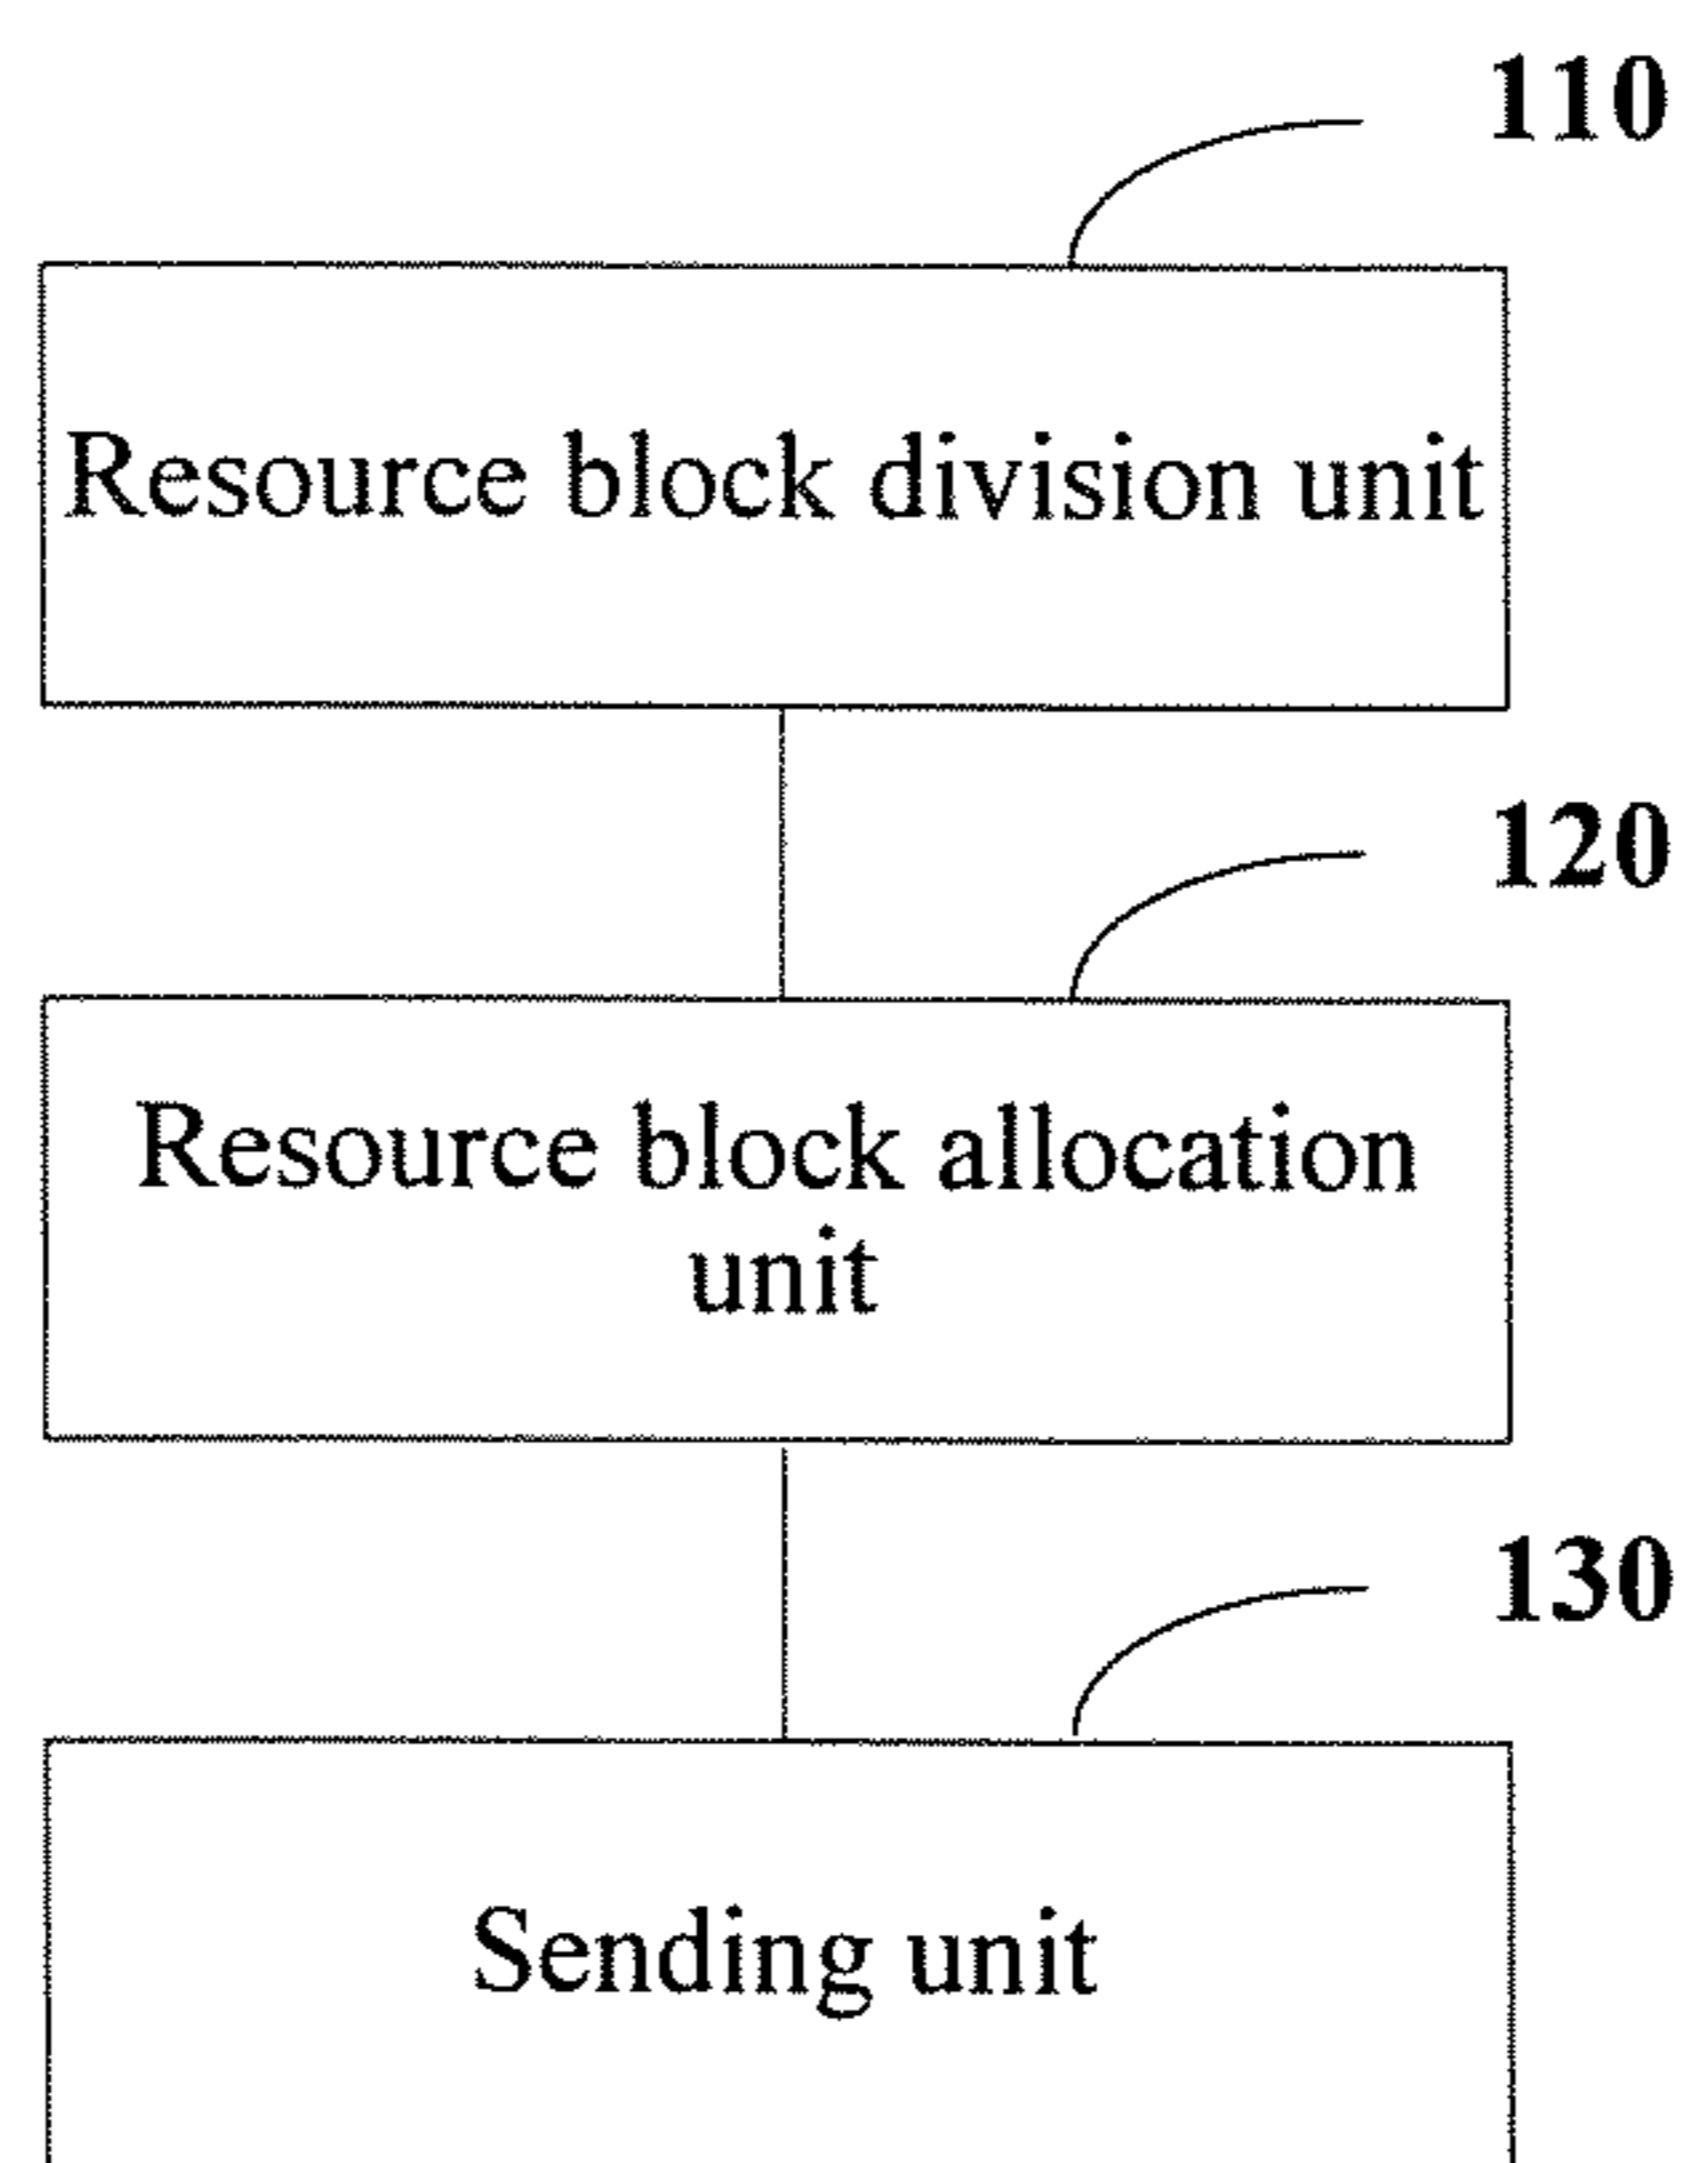 110
Resource block division unit
120
Resource block allocation
unit
130
Sending unit